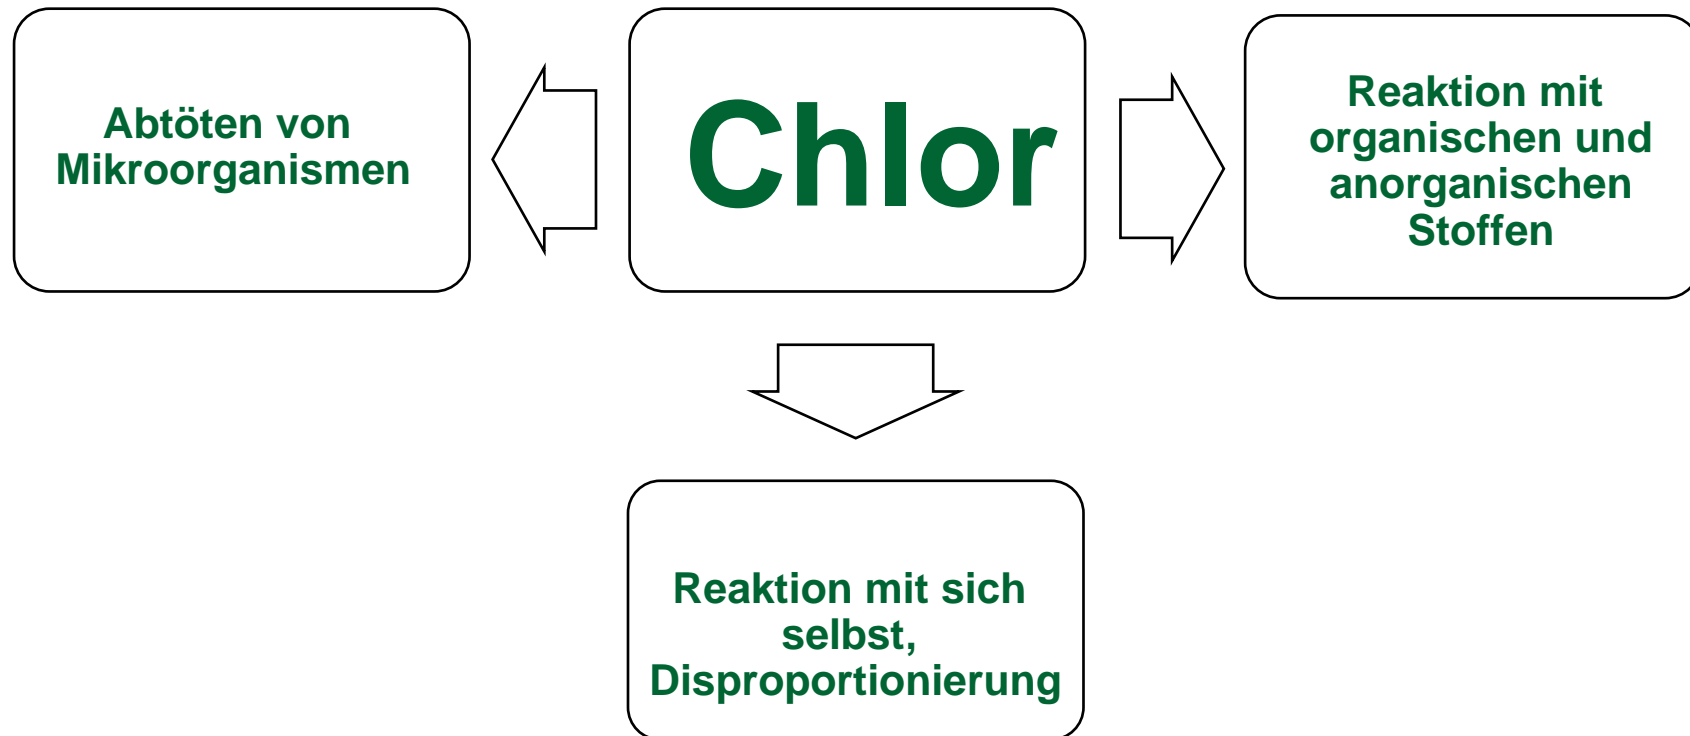 Abtöten von
Mikroorganismen
Chlor
Reaktion mit
organischen und
anorganischen
Stoffen
Reaktion mit sich
selbst,
Disproportionierung